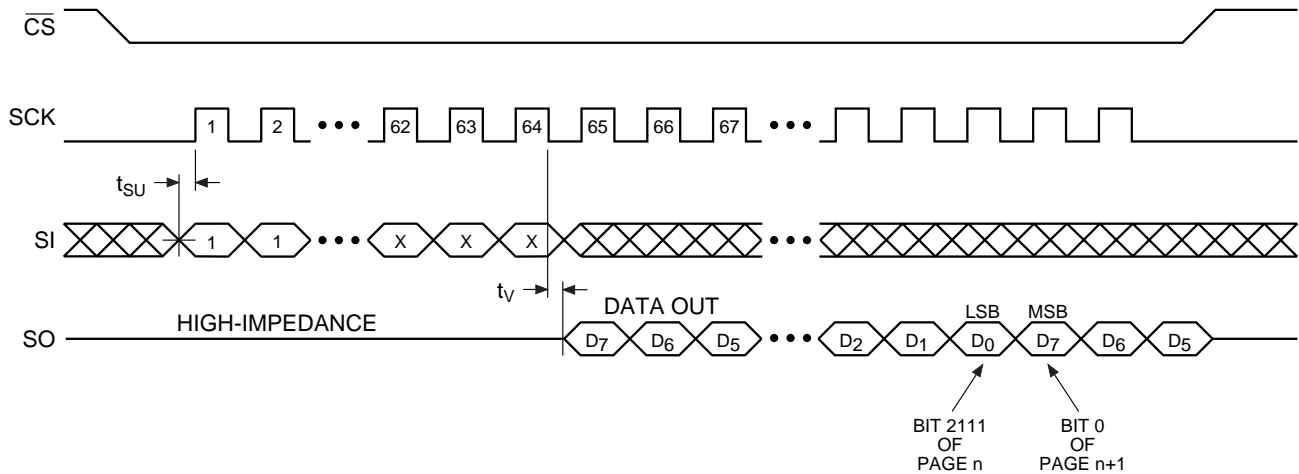 CS
SCK 1 2 ••• 62 63 64 65 66 67 •••
tSU
SI 1 1 ••• X X X •••
tV
HIGH-IMPEDANCE DATA OUT LSB MSB
SO D7 D6 D5 ••• D2 D1 D0 D7 D6 D5
BIT 2111
OF
PAGE n
BIT 0
OF
PAGE n+1